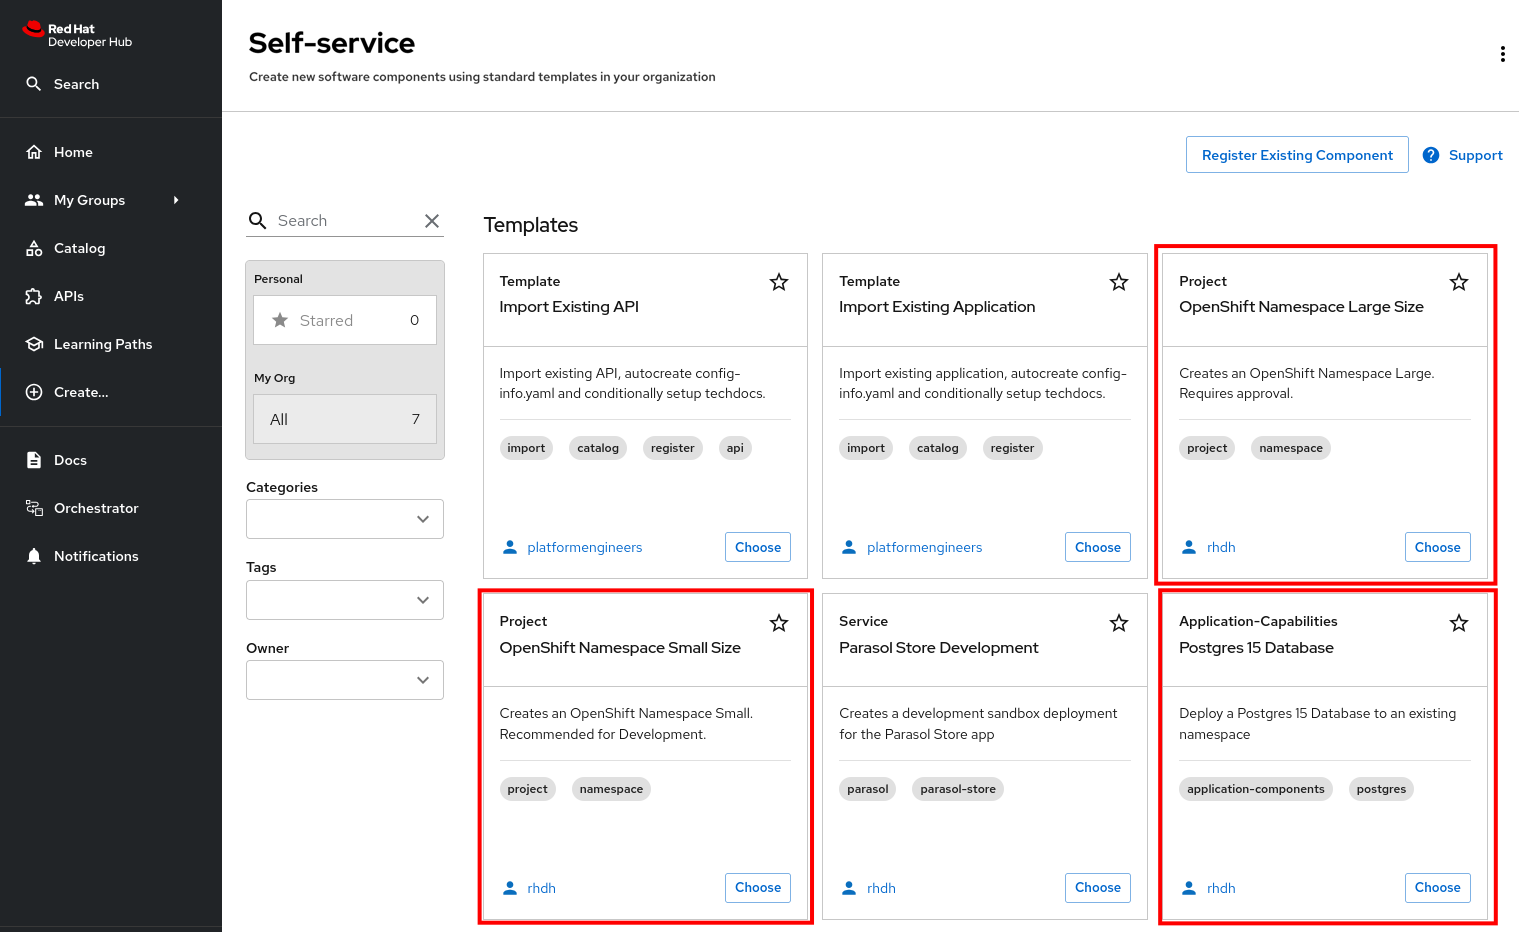 Red Hat
Developer Hub
Search
Home
My Groups
Catalog
APIs
Learning Paths
Create...
Docs
Orchestrator
Notifications
Self-service
Create new software components using standard templates in your organization
Register Existing Component
Support
Search
Personal
Starred 0
My Org
All 7
Categories
Tags
Owner
Templates
Template
Import Existing API
Import existing API, autocreate config-
info.yaml and conditionally setup techdocs.
import catalog register api
platformengineers Choose
Template
Import Existing Application
Import existing application, autocreate config-
info.yaml and conditionally setup techdocs.
import catalog register
platformengineers Choose
Project
OpenShift Namespace Large Size
Creates an OpenShift Namespace Large.
Requires approval.
project namespace
rhdh Choose
Project
OpenShift Namespace Small Size
Creates an OpenShift Namespace Small.
Recommended for Development.
project namespace
rhdh Choose
Service
Parasol Store Development
Creates a development sandbox deployment
for the Parasol Store app
parasol parasol-store
rhdh Choose
Application-Capabilities
Postgres 15 Database
Deploy a Postgres 15 Database to an existing
namespace
application-components postgres
rhdh Choose